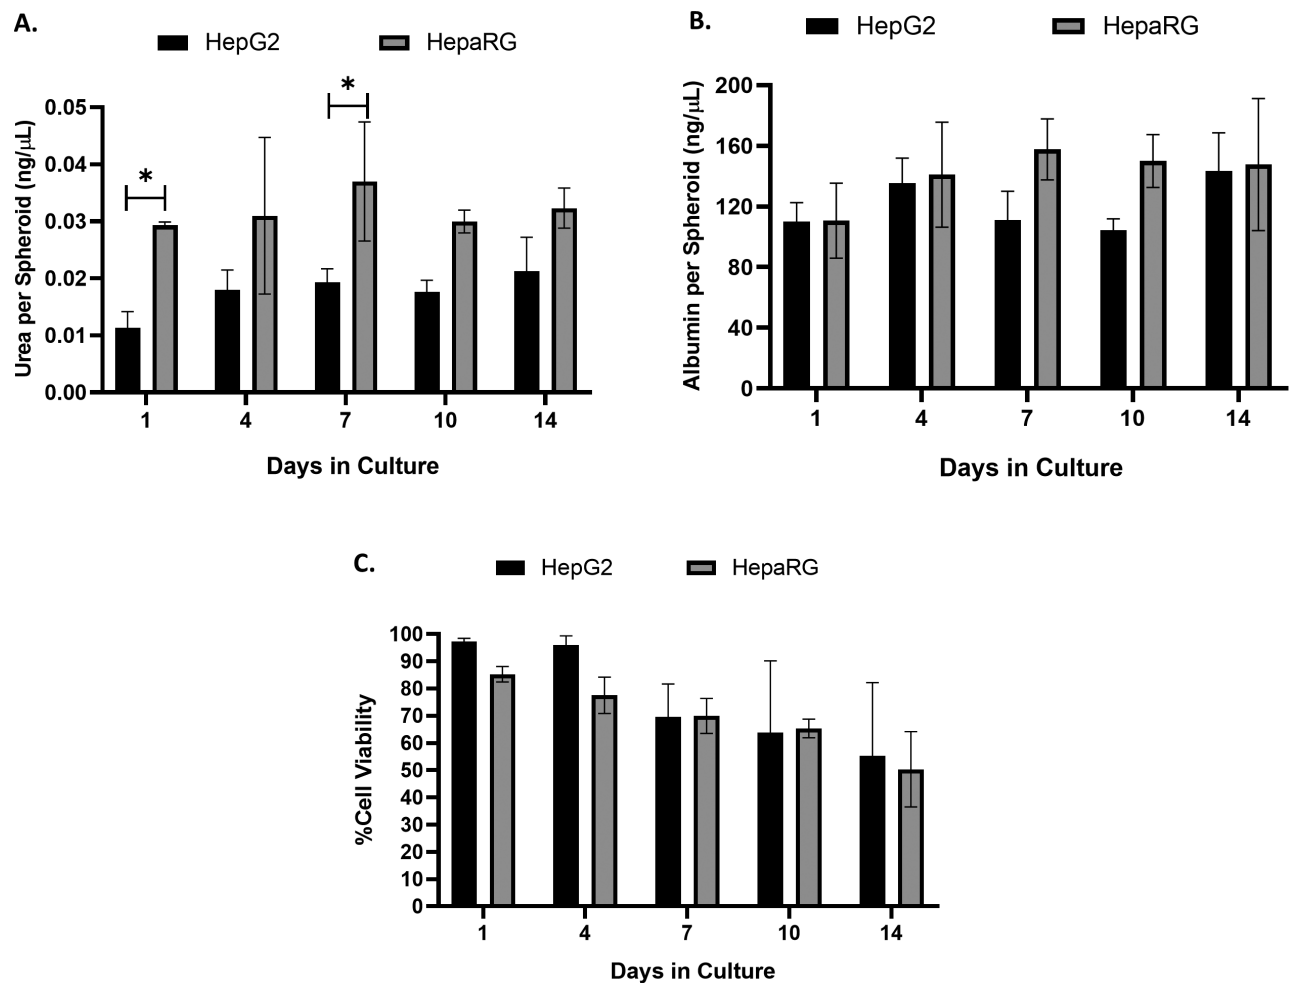 A.
HepG2 HepaRG
Urea per Spheroid (ng/μL)
0.05
0.04
0.03
0.02
0.01
0.00
*
*
1 4 7 10 14
Days in Culture
B.
HepG2 HepaRG
Albumin per Spheroid (ng/μL)
200
160
120
80
40
0
1 4 7 10 14
Days in Culture
C.
HepG2 HepaRG
%Cell Viability
100
90
80
70
60
50
40
30
20
10
0
1 4 7 10 14
Days in Culture